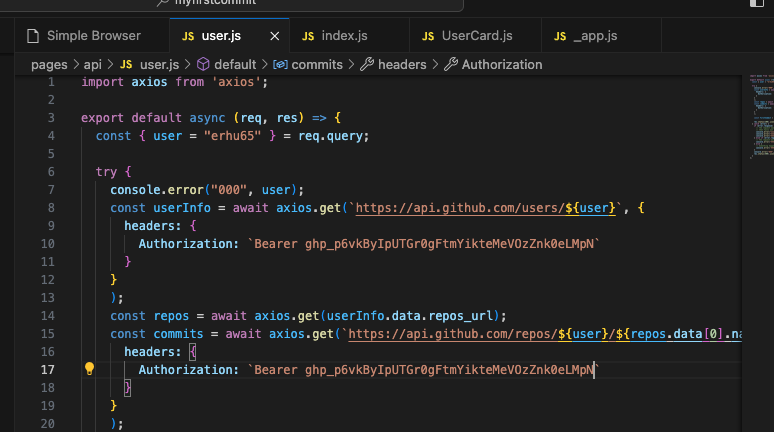 myfirstcommit
Simple Browser JS user.js × JS index.js JS UserCard.js JS _app.js
pages > api > JS user.js > default > commits > headers > Authorization
1 import axios from 'axios';
2
3 export default async (req, res) => {
4 const { user = "erhu65" } = req.query;
5
6 try {
7 console.error("000", user);
8 const userInfo = await axios.get(`https://api.github.com/users/${user}`, {
9 headers: {
10 Authorization: `Bearer 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`
11 }
12 }
13 );
14 const repos = await axios.get(userInfo.data.repos_url);
15 const commits = await axios.get(`https://api.github.com/repos/${user}/${repos.data[0].na
16 headers: {
17 Authorization: `Bearer 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`
18 }
19 }
20 );